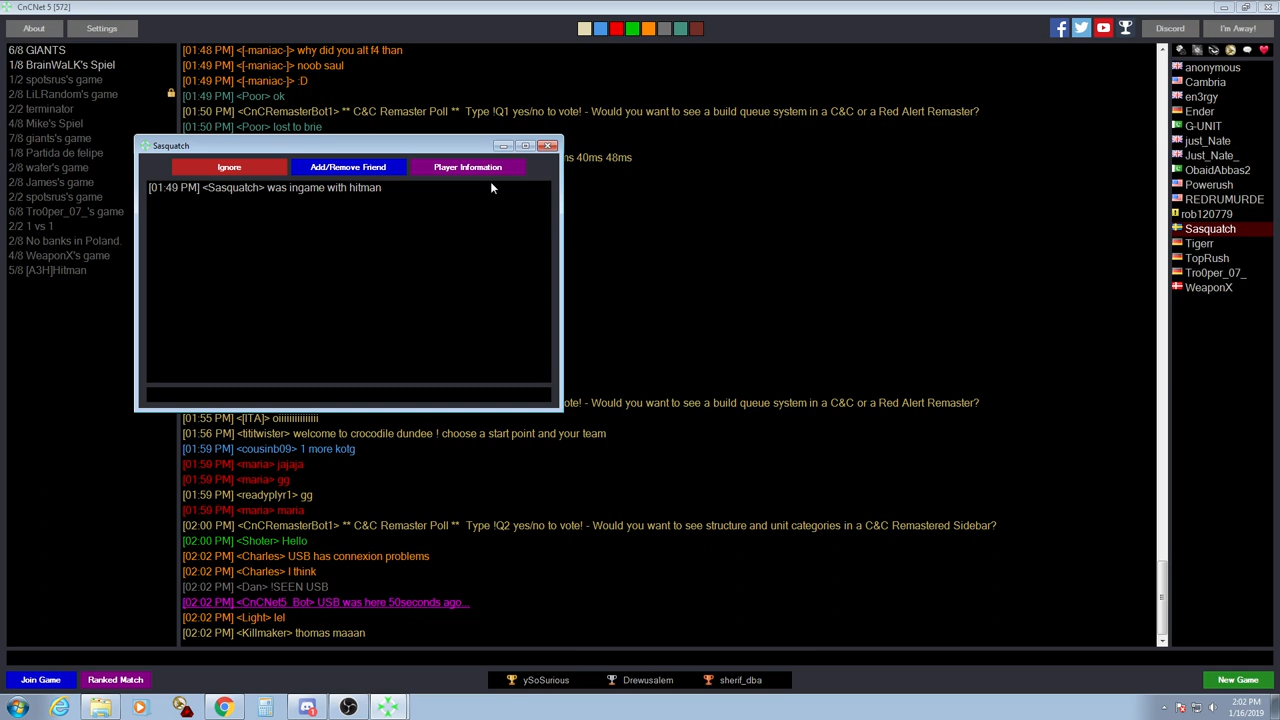 CnCNet 5 [572]
About
Settings
Discord
I'm Away!
6/8 GIANTS
1/8 BrainWaLK's Spiel
1/2 spotsrus's game
2/8 LiLRandom's game
2/2 terminator
4/8 Mike's Spiel
7/8 giants's game
1/8 Partida de felipe
2/8 water's game
2/8 James's game
2/2 spotsrus's game
6/8 Tro0per_07_'s game
2/2 1 vs 1
2/8 No banks in Poland.
4/8 WeaponX's game
5/8 [A3H]Hitman
[01:48 PM] <[-maniac-]> why did you alt f4 than
[01:49 PM] <[-maniac-]> noob saul
[01:49 PM] <[-maniac-]> :D
[01:49 PM] <Poor> ok
[01:50 PM] <CnCRemasterBot1> ** C&C Remaster Poll ** Type !Q1 yes/no to vote! - Would you want to see a build queue system in a C&C or a Red Alert Remaster?
[01:50 PM] <Poor> lost to brie
ms 40ms 48ms
Sasquatch
Ignore
Add/Remove Friend
Player Information
[01:49 PM] <Sasquatch> was ingame with hitman
ote! - Would you want to see a build queue system in a C&C or a Red Alert Remaster?
[01:55 PM] <[ITA]> oiiiiiiiiiiiiiii
[01:56 PM] <tititwister> welcome to crocodile dundee ! choose a start point and your team
[01:59 PM] <cousinb09> 1 more kotg
[01:59 PM] <maria> jajaja
[01:59 PM] <maria> gg
[01:59 PM] <readyplyr1> gg
[01:59 PM] <maria> maria
[02:00 PM] <CnCRemasterBot1> ** C&C Remaster Poll ** Type !Q2 yes/no to vote! - Would you want to see structure and unit categories in a C&C Remastered Sidebar?
[02:00 PM] <Shoter> Hello
[02:02 PM] <Charles> USB has connexion problems
[02:02 PM] <Charles> I think
[02:02 PM] <Dan> !SEEN USB
[02:02 PM] <CnCNet5_Bot> USB was here 50seconds ago...
[02:02 PM] <Light> lel
[02:02 PM] <Killmaker> thomas maaan
anonymous
Cambria
en3rgy
Ender
G-UNIT
just_Nate
Just_Nate_
ObaidAbbas2
Powerush
REDRUMURDE
rob120779
Sasquatch
Tigerr
TopRush
Tro0per_07_
WeaponX
Join Game
Ranked Match
ySoSurious
Drewusalem
sherif_dba
New Game
2:02 PM
1/16/2019